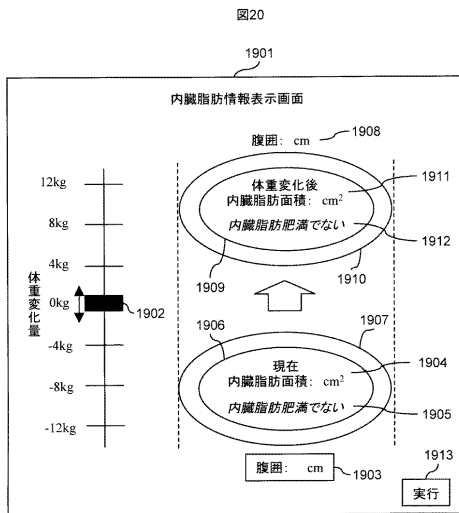 図20
1901
内臓脂肪情報表示画面
腹囲： cm
1908
12kg
8kg
4kg
0kg
-4kg
-8kg
-12kg
体重変化量
1902
体重変化後
内臓脂肪面積： cm²
内臓脂肪肥満でない
1911
1912
1909
1910
1906
1907
現在
内臓脂肪面積： cm²
内臓脂肪肥満でない
1904
1905
腹囲： cm
1903
1913
実行